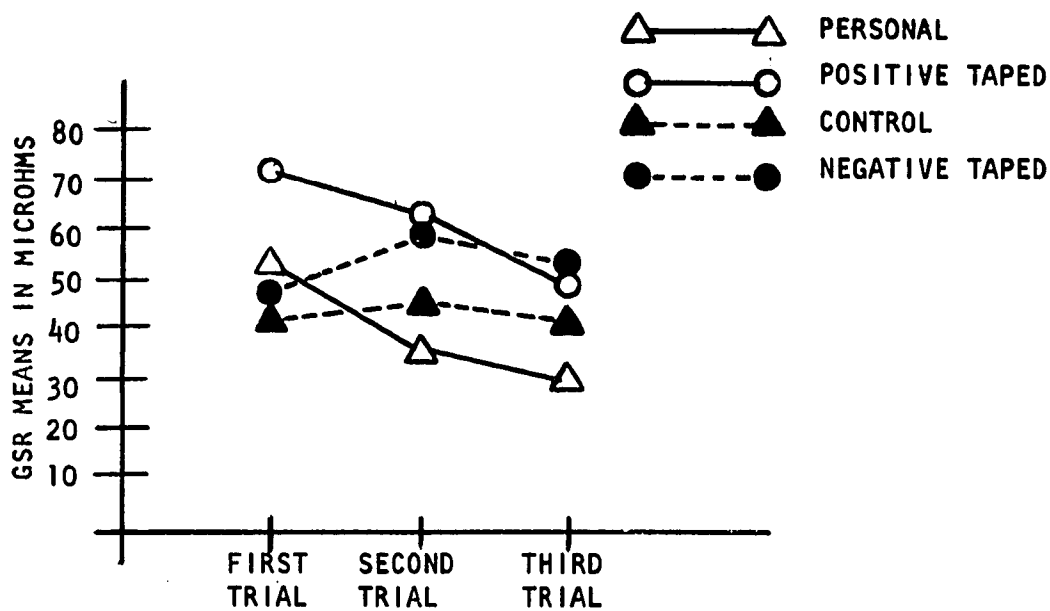 PERSONAL
POSITIVE TAPED
CONTROL
NEGATIVE TAPED
GSR MEANS IN MICROHMS
80
70
60
50
40
30
20
10
FIRST TRIAL
SECOND TRIAL
THIRD TRIAL